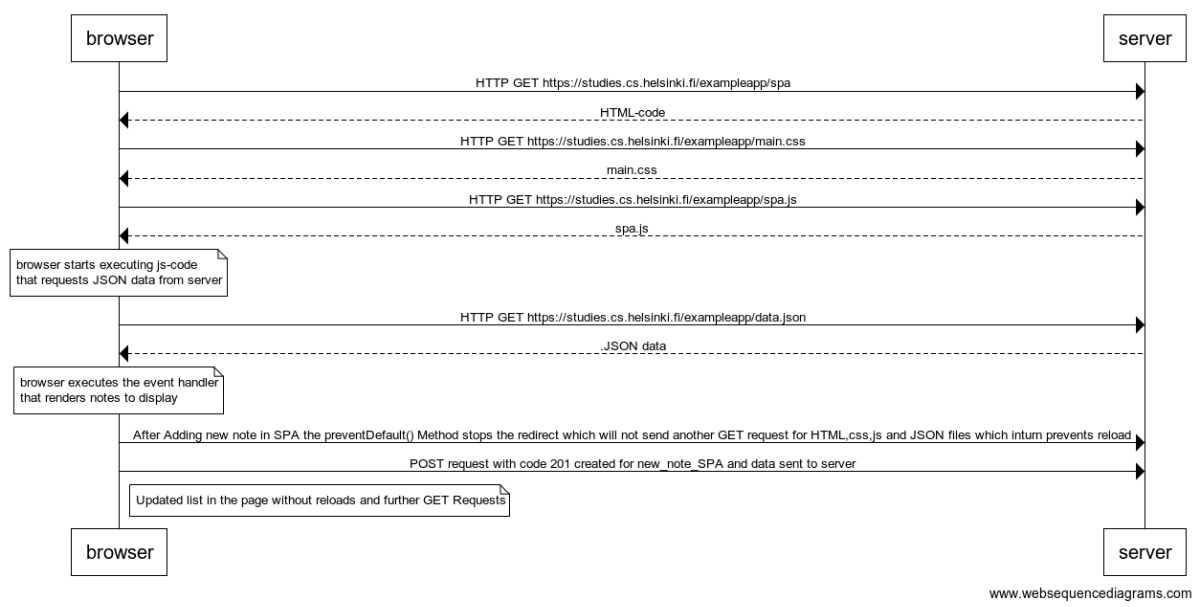 browser
server
HTTP GET https://studies.cs.helsinki.fi/exampleapp/spa
HTML-code
HTTP GET https://studies.cs.helsinki.fi/exampleapp/main.css
main.css
HTTP GET https://studies.cs.helsinki.fi/exampleapp/spa.js
spa.js
browser starts executing js-code
that requests JSON data from server
HTTP GET https://studies.cs.helsinki.fi/exampleapp/data.json
.JSON data
browser executes the event handler
that renders notes to display
After Adding new note in SPA the preventDefault() Method stops the redirect which will not send another GET request for HTML,css,js and JSON files which inturn prevents reload
POST request with code 201 created for new_note_SPA and data sent to server
Updated list in the page without reloads and further GET Requests
browser
server
www.websequencediagrams.com